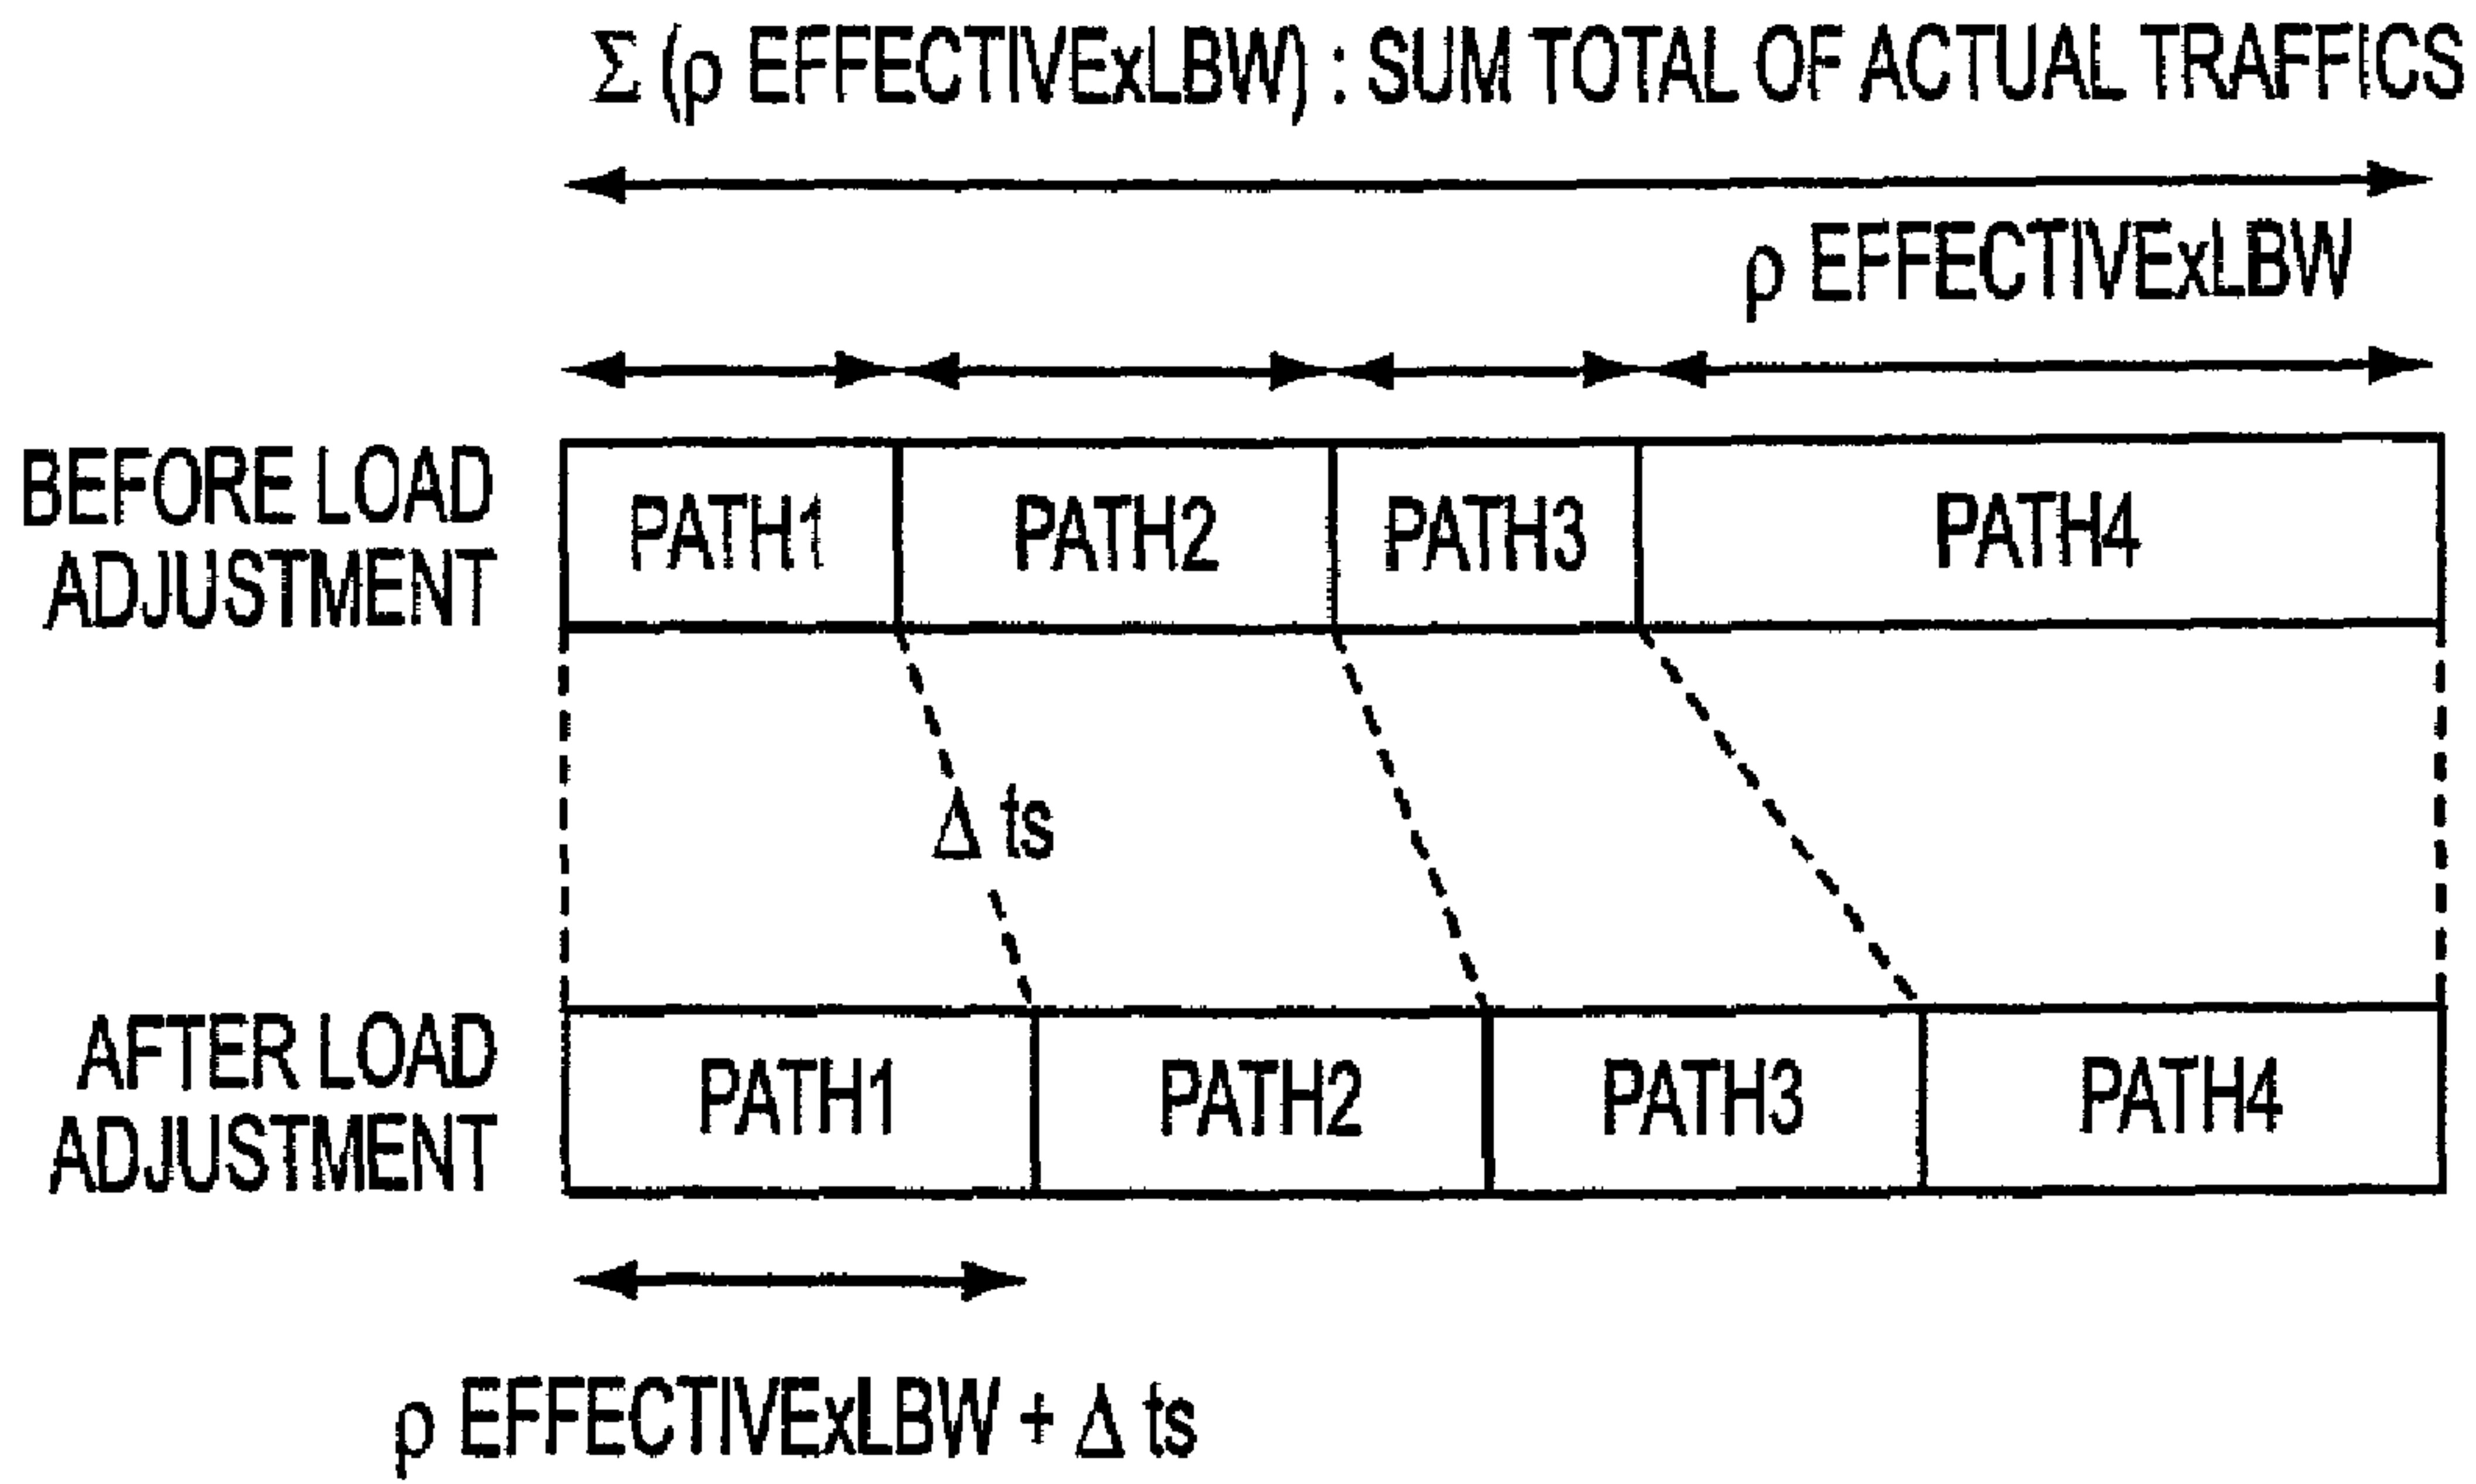 Σ (ρ EFFECTIVExLBW) : SUM TOTAL OF ACTUAL TRAFFICS
ρ EFFECTIVExLBW
BEFORE LOAD
ADJUSTMENT
PATH1
PATH2
PATH3
PATH4
Δ ts
AFTER LOAD
ADJUSTMENT
PATH1
PATH2
PATH3
PATH4
ρ EFFECTIVExLBW + Δ ts